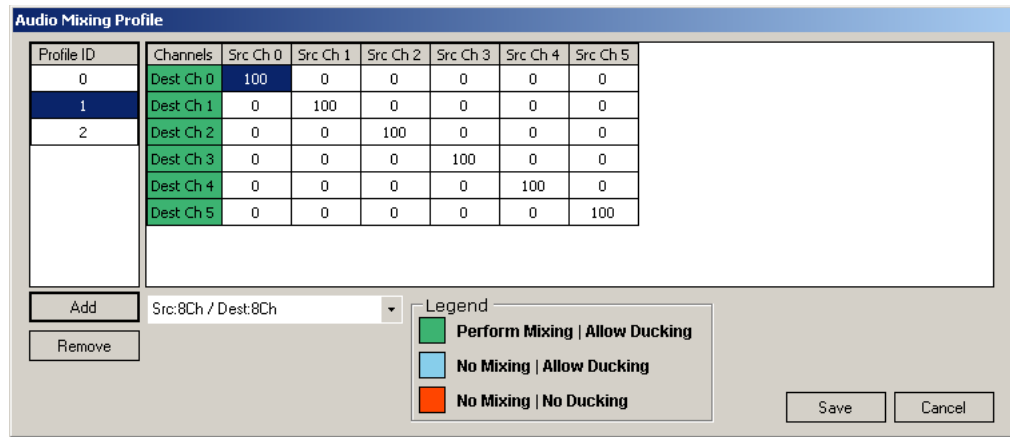 Audio Mixing Profile
Profile ID
0
1
2
Channels Src Ch 0 Src Ch 1 Src Ch 2 Src Ch 3 Src Ch 4 Src Ch 5
Dest Ch 0 100 0 0 0 0 0
Dest Ch 1 0 100 0 0 0 0
Dest Ch 2 0 0 100 0 0 0
Dest Ch 3 0 0 0 100 0 0
Dest Ch 4 0 0 0 0 100 0
Dest Ch 5 0 0 0 0 0 100
Add
Remove
Src:8Ch / Dest:8Ch
Legend
Perform Mixing | Allow Ducking
No Mixing | Allow Ducking
No Mixing | No Ducking
Save
Cancel